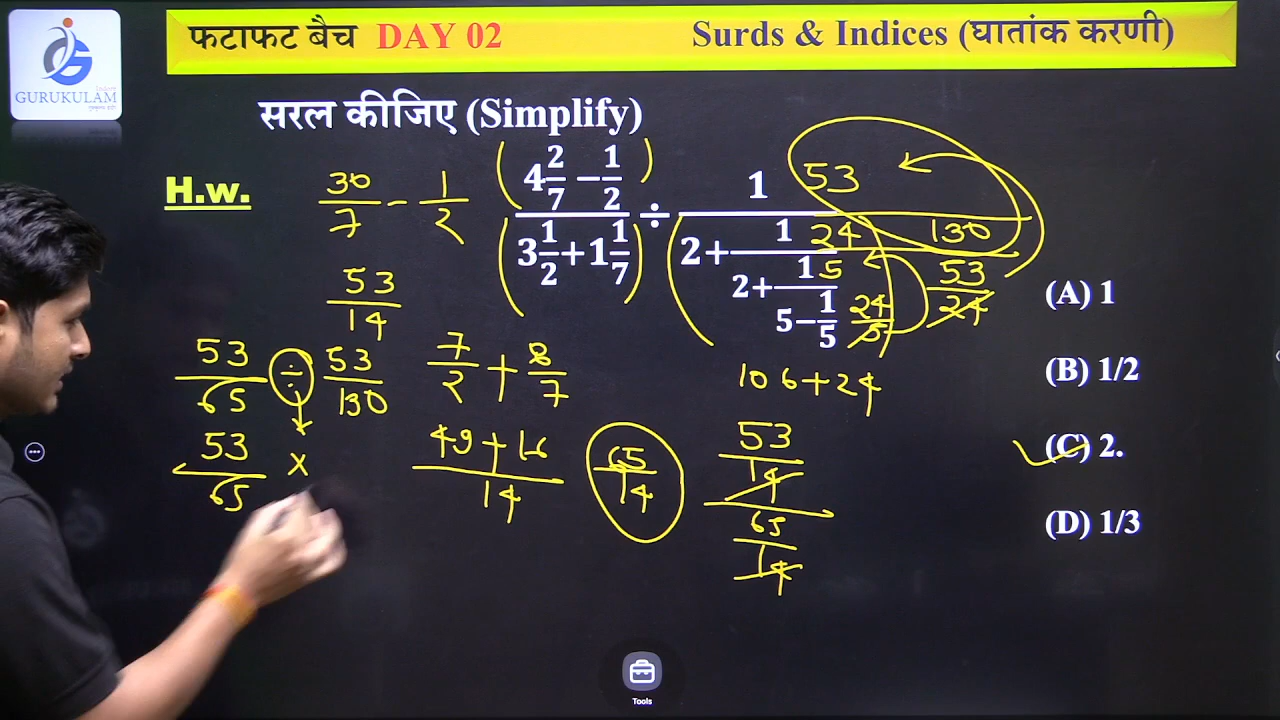 फटाफट बैच DAY 02 Surds & Indices (घातांक करणी)
GURUKULAM
सरल कीजिए (Simplify)
H.w.
30/7 - 1/2
(4 2/7 - 1/2) / (3 1/2 + 1 1/7) ÷ 1 / (2 + 1 / (2 + 1 / (5 - 1/5)))
53
24 130
5
24/5
53/24
53/14
53/65 ÷ 53/130
7/2 + 8/7
106+24
53/65 ×
49+16 / 14
65/14
53/14
65/14
(A) 1
(B) 1/2
(C) 2.
(D) 1/3
Tools